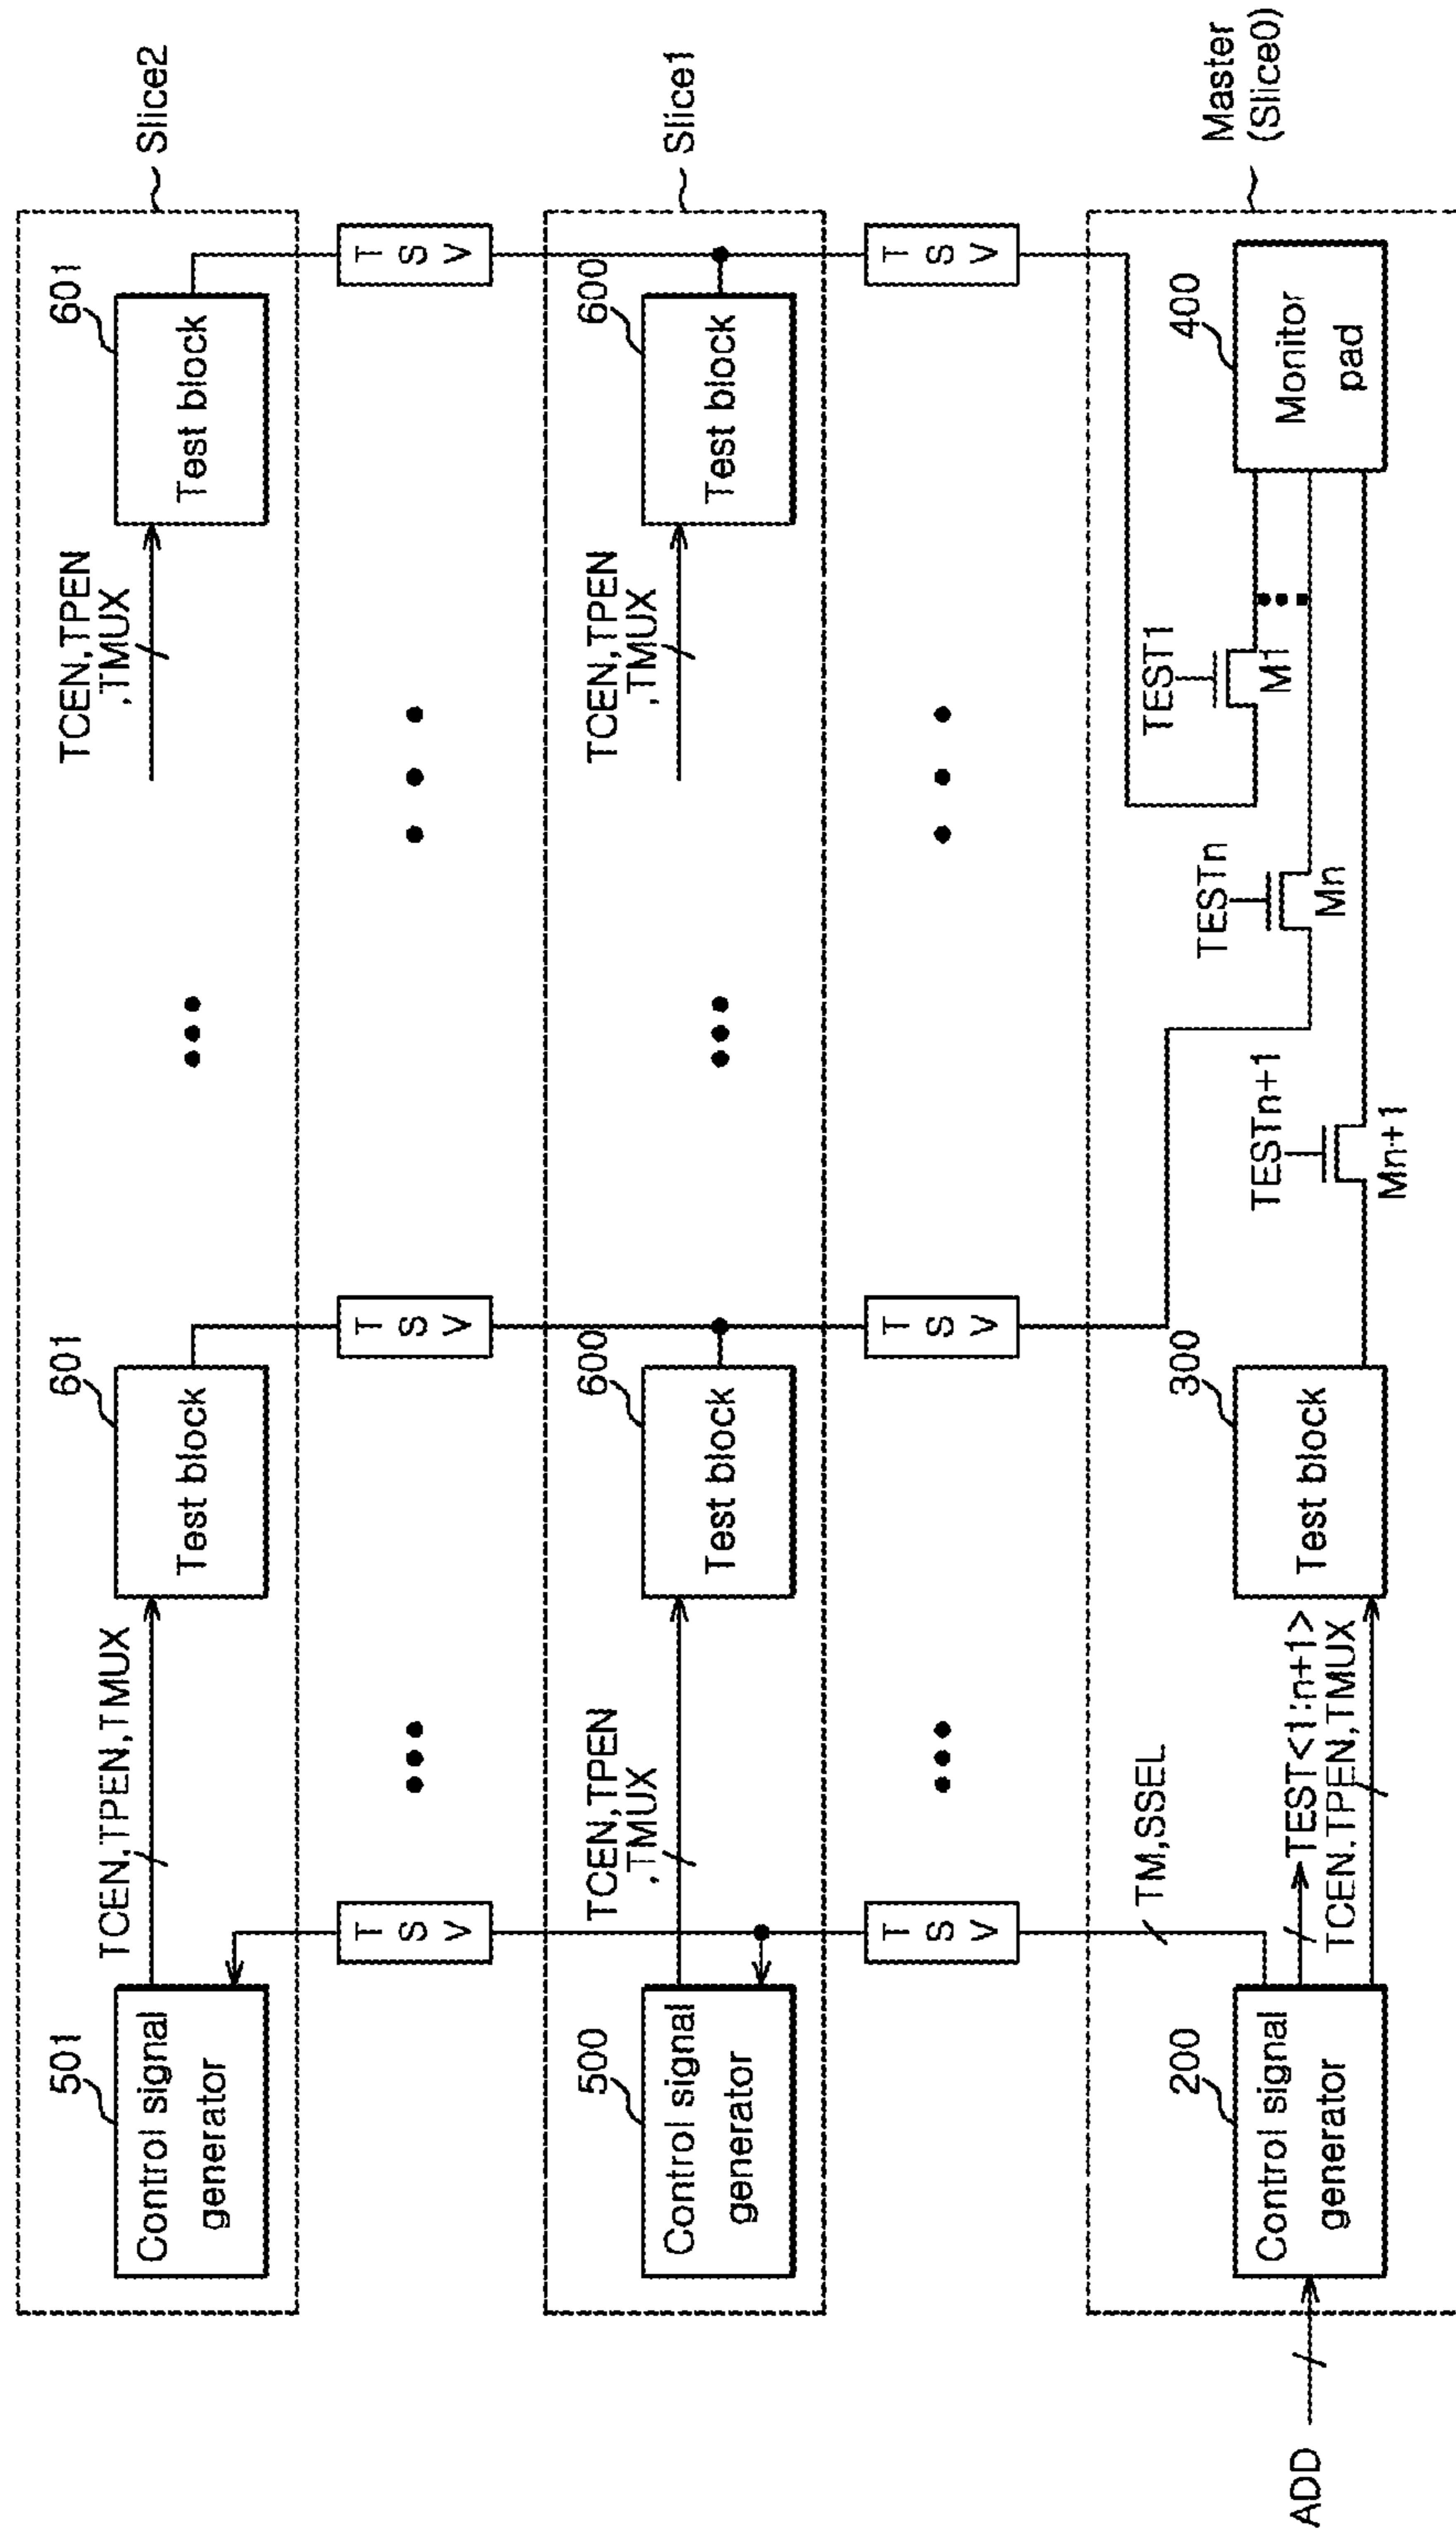 Slice2
501
Control signal
generator
TCEN,TPEN,TMUX
601
Test block
TCEN,TPEN
,TMUX
601
Test block
T S V
T S V
T S V
Slice1
500
Control signal
generator
TCEN,TPEN
,TMUX
600
Test block
TCEN,TPEN
,TMUX
600
Test block
T S V
T S V
T S V
Master
(Slice0)
TM,SSEL
ADD
200
Control signal
generator
TEST<1:n+1>
TCEN,TPEN,TMUX
300
Test block
TESTn+1
Mn+1
TESTn
Mn
TEST1
M1
400
Monitor
pad